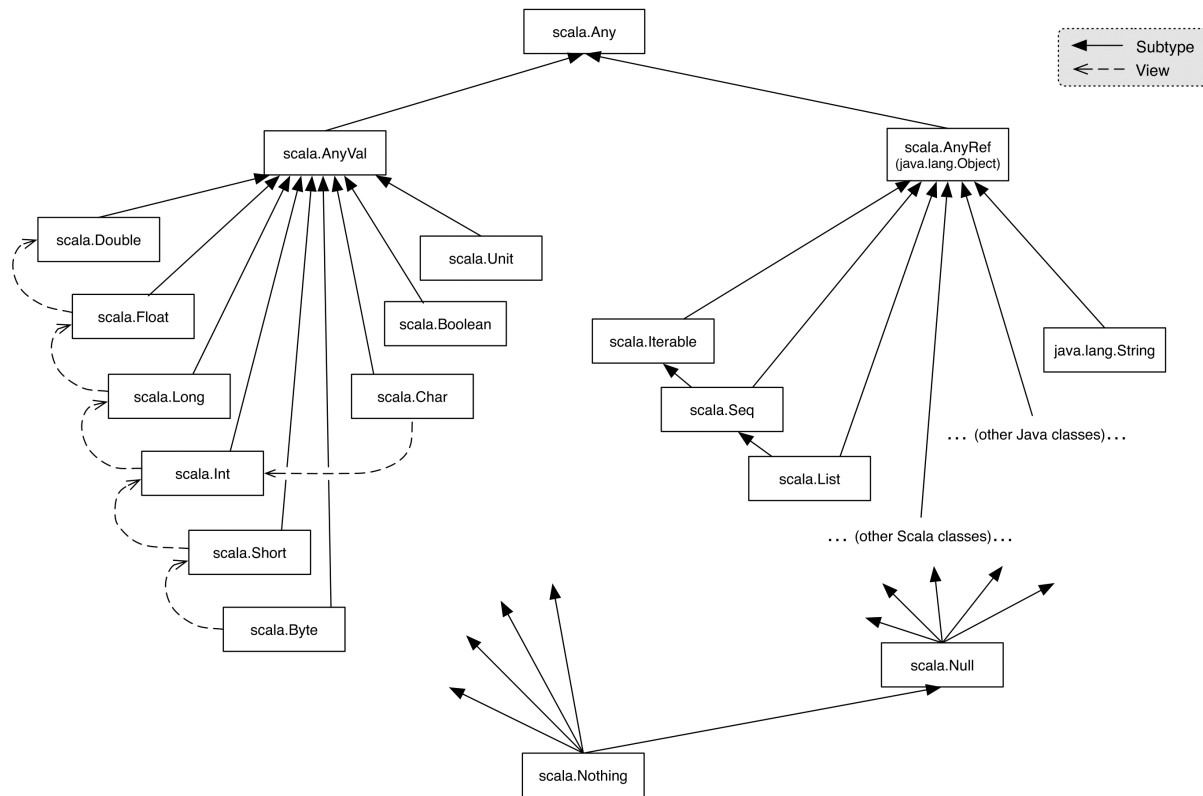 scala.Any
Subtype
View
scala.AnyVal
scala.AnyRef
(java.lang.Object)
scala.Double
scala.Unit
scala.Float
scala.Boolean
scala.Iterable
java.lang.String
scala.Long
scala.Char
scala.Seq
... (other Java classes)...
scala.Int
scala.List
... (other Scala classes)...
scala.Short
scala.Byte
scala.Null
scala.Nothing